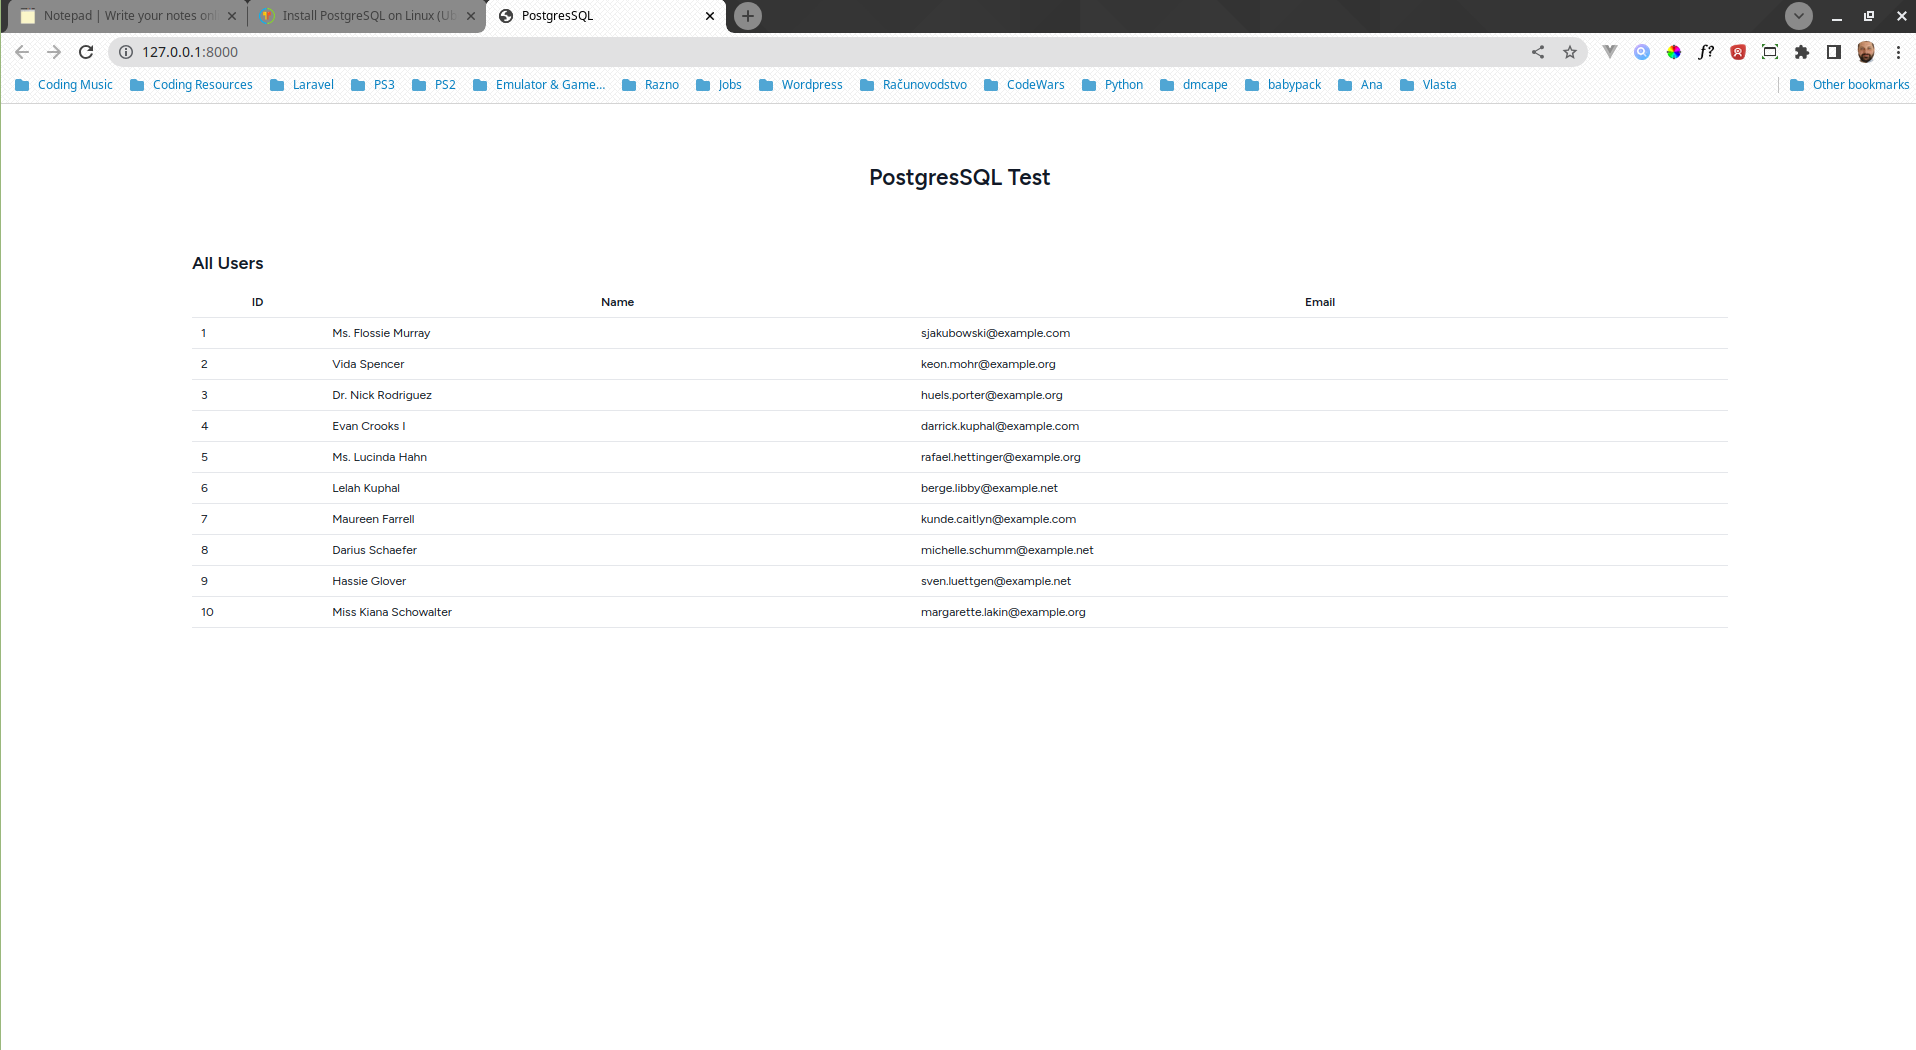 Notepad | Write your notes onl
Install PostgreSQL on Linux (Ub
PostgresSQL
127.0.0.1:8000
f?
Coding Music
Coding Resources
Laravel
PS3
PS2
Emulator & Game...
Razno
Jobs
Wordpress
Računovodstvo
CodeWars
Python
dmcape
babypack
Ana
Vlasta
Other bookmarks
PostgresSQL Test
All Users
ID Name Email
1 Ms. Flossie Murray sjakubowski@example.com
2 Vida Spencer keon.mohr@example.org
3 Dr. Nick Rodriguez huels.porter@example.org
4 Evan Crooks I darrick.kuphal@example.com
5 Ms. Lucinda Hahn rafael.hettinger@example.org
6 Lelah Kuphal berge.libby@example.net
7 Maureen Farrell kunde.caitlyn@example.com
8 Darius Schaefer michelle.schumm@example.net
9 Hassie Glover sven.luettgen@example.net
10 Miss Kiana Schowalter margarette.lakin@example.org